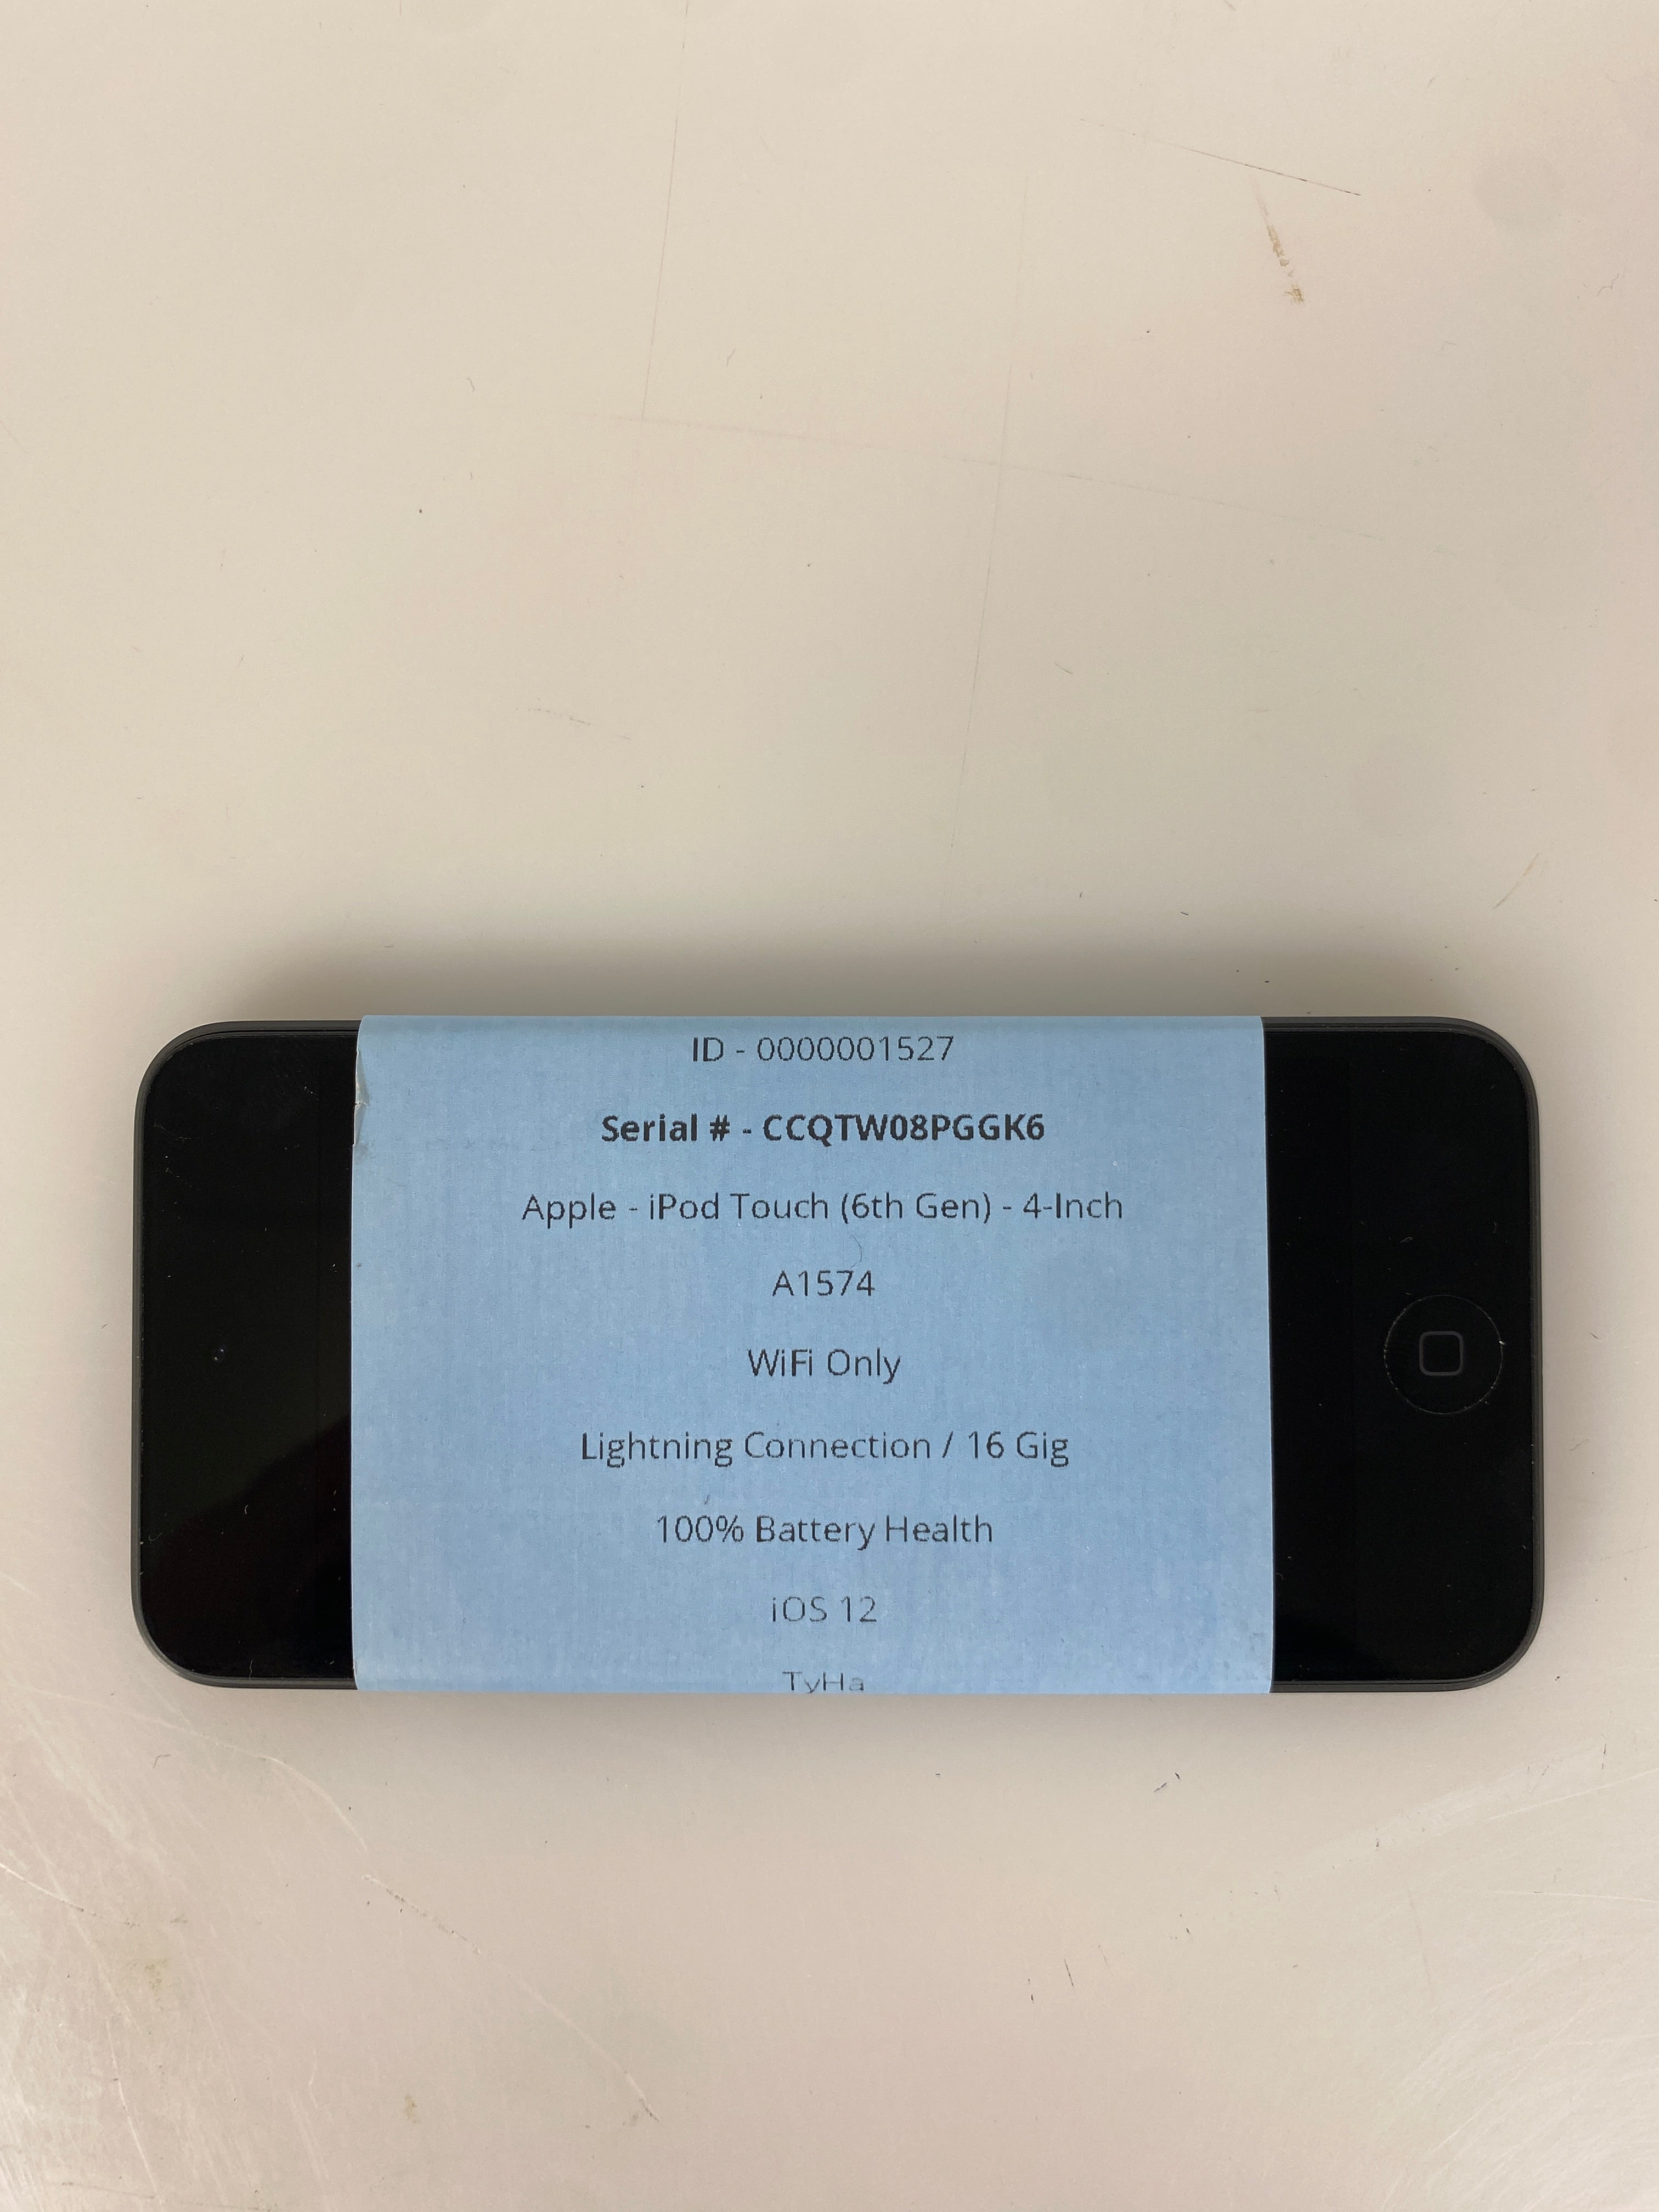 ID - 0000001527
Serial # - CCQTW08PGGK6
Apple - iPod Touch (6th Gen) - 4-Inch
A1574
WiFi Only
Lightning Connection / 16 Gig
100% Battery Health
iOS 12
TyHa